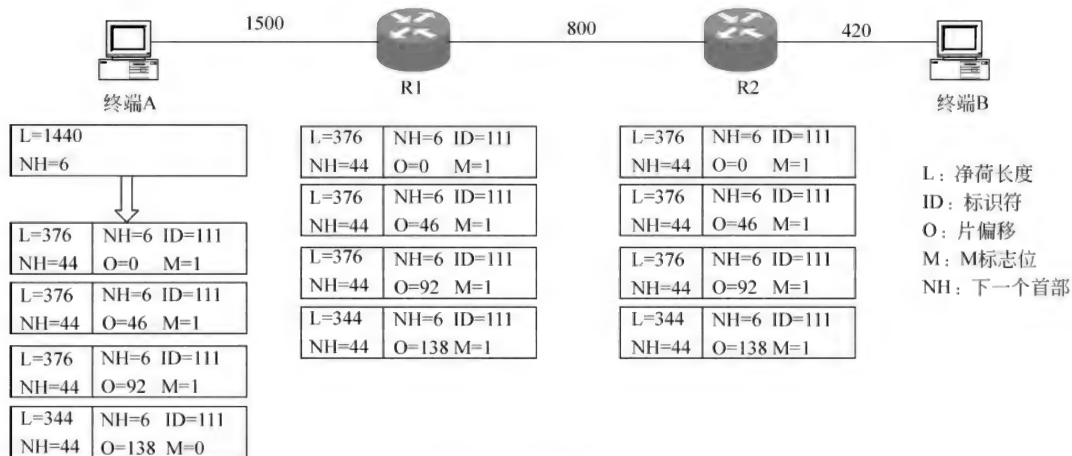 1500
800
420
终端A
R1
R2
终端B
L=1440
NH=6
L=376 NH=6 ID=111
NH=44 O=0 M=1
L=376 NH=6 ID=111
NH=44 O=46 M=1
L=376 NH=6 ID=111
NH=44 O=92 M=1
L=344 NH=6 ID=111
NH=44 O=138 M=0
L=376 NH=6 ID=111
NH=44 O=0 M=1
L=376 NH=6 ID=111
NH=44 O=46 M=1
L=376 NH=6 ID=111
NH=44 O=92 M=1
L=344 NH=6 ID=111
NH=44 O=138 M=1
L=376 NH=6 ID=111
NH=44 O=0 M=1
L=376 NH=6 ID=111
NH=44 O=46 M=1
L=376 NH=6 ID=111
NH=44 O=92 M=1
L=344 NH=6 ID=111
NH=44 O=138 M=1
L：净荷长度
ID：标识符
O：片偏移
M：M标志位
NH：下一个首部